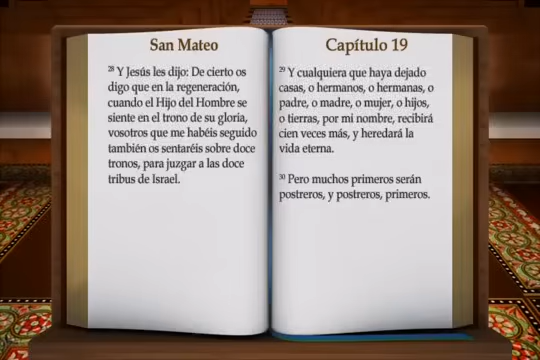 San Mateo
28 Y Jesús les dijo: De cierto os
digo que en la regeneración,
cuando el Hijo del Hombre se
siente en el trono de su gloria,
vosotros que me habéis seguido
también os sentaréis sobre doce
tronos, para juzgar a las doce
tribus de Israel.
Capítulo 19
29 Y cualquiera que haya dejado
casas, o hermanos, o hermanas, o
padre, o madre, o mujer, o hijos,
o tierras, por mi nombre, recibirá
cien veces más, y heredará la
vida eterna.
30 Pero muchos primeros serán
postreros, y postreros, primeros.